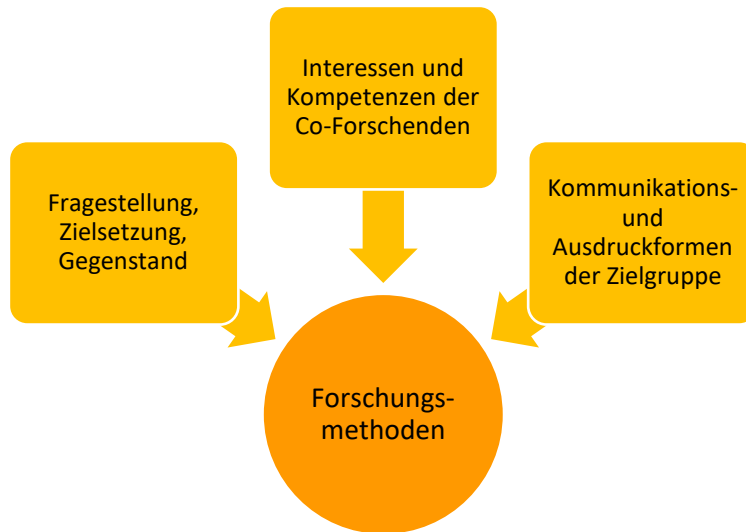 Fragestellung,
Zielsetzung,
Gegenstand
Interessen und
Kompetenzen der
Co-Forschenden
Kommunikations-
und
Ausdruckformen
der Zielgruppe
Forschungs-
methoden